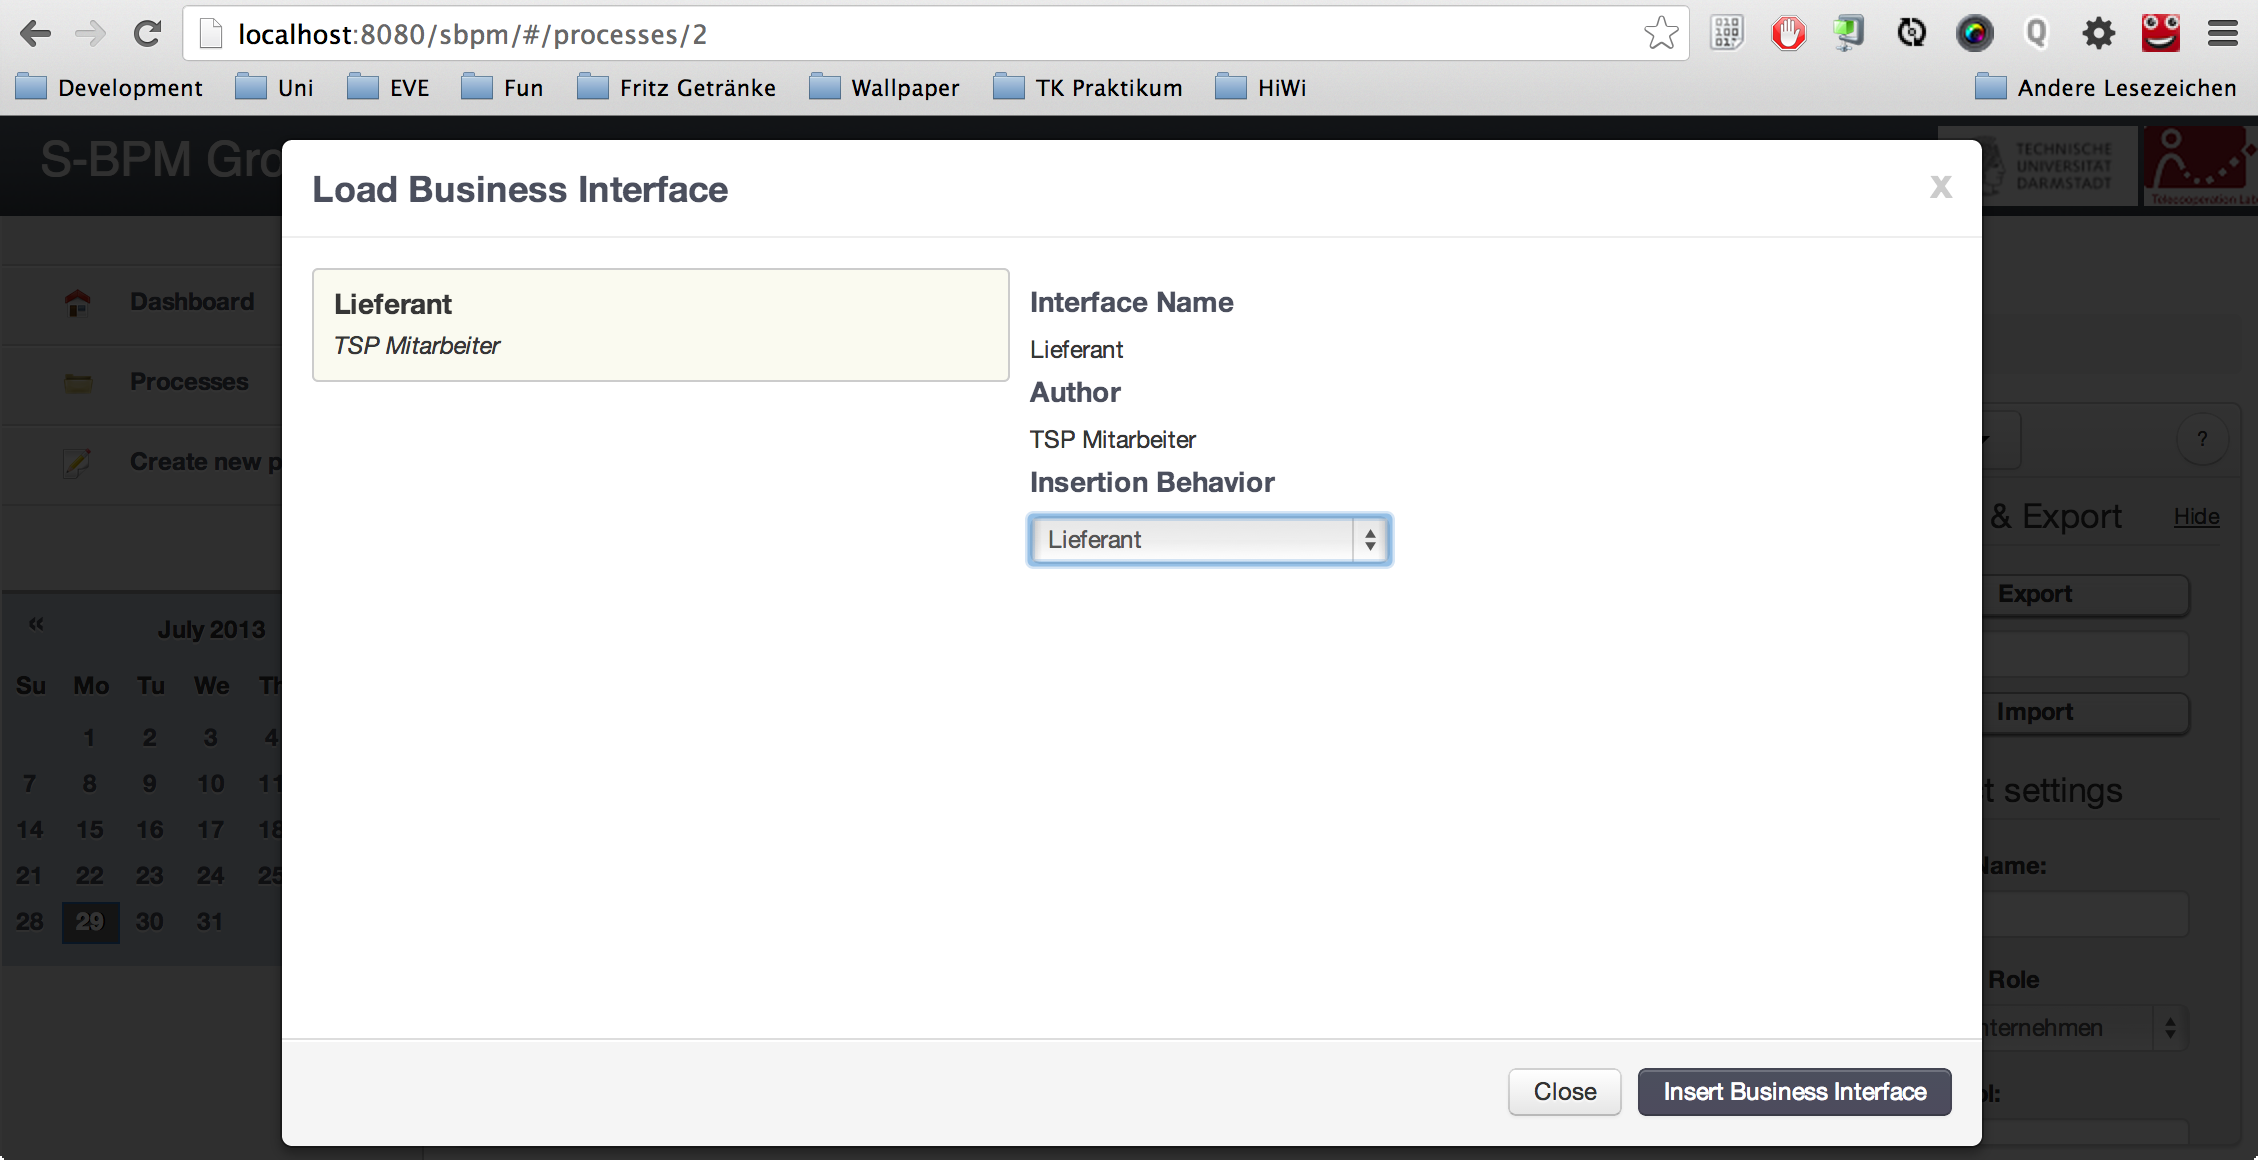 localhost:8080/sbpm/#/processes/2
Development Uni EVE Fun Fritz Getränke Wallpaper TK Praktikum HiWi Andere Lesezeichen
S-BPM Gro
TECHNISCHE
UNIVERSITÄT
DARMSTADT
Telecooperation Lab
Load Business Interface
x
Dashboard
Processes
Create new p
«
July 2013
Su Mo Tu We Th
1 2 3 4
7 8 9 10 11
14 15 16 17 18
21 22 23 24 25
28 29 30 31
Lieferant
TSP Mitarbeiter
Interface Name
Lieferant
Author
TSP Mitarbeiter
Insertion Behavior
Lieferant
Close Insert Business Interface
?
& Export Hide
Export
Import
t settings
Name:
Role
nternehmen
ol: